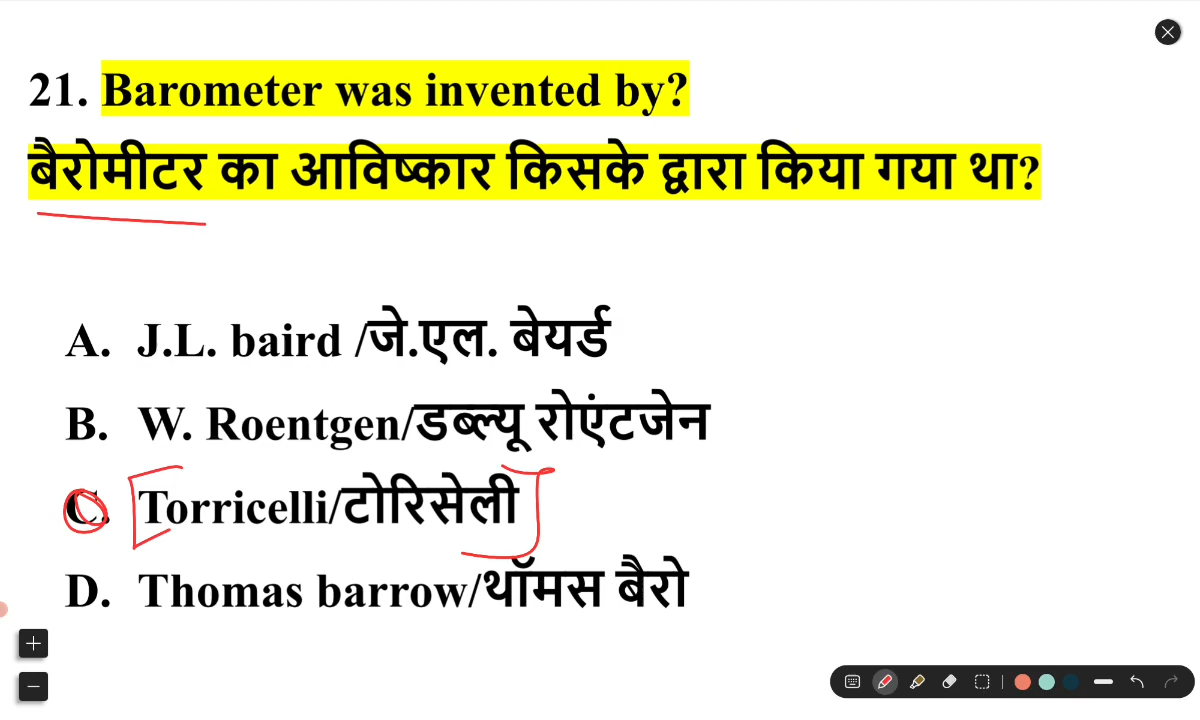 21. Barometer was invented by?
बैरोमीटर का आविष्कार किसके द्वारा किया गया था?
A. J.L. baird /जे.एल. बेयर्ड
B. W. Roentgen/डब्ल्यू रोएंटजेन
C. Torricelli/टोरिसेली
D. Thomas barrow/थॉमस बैरो